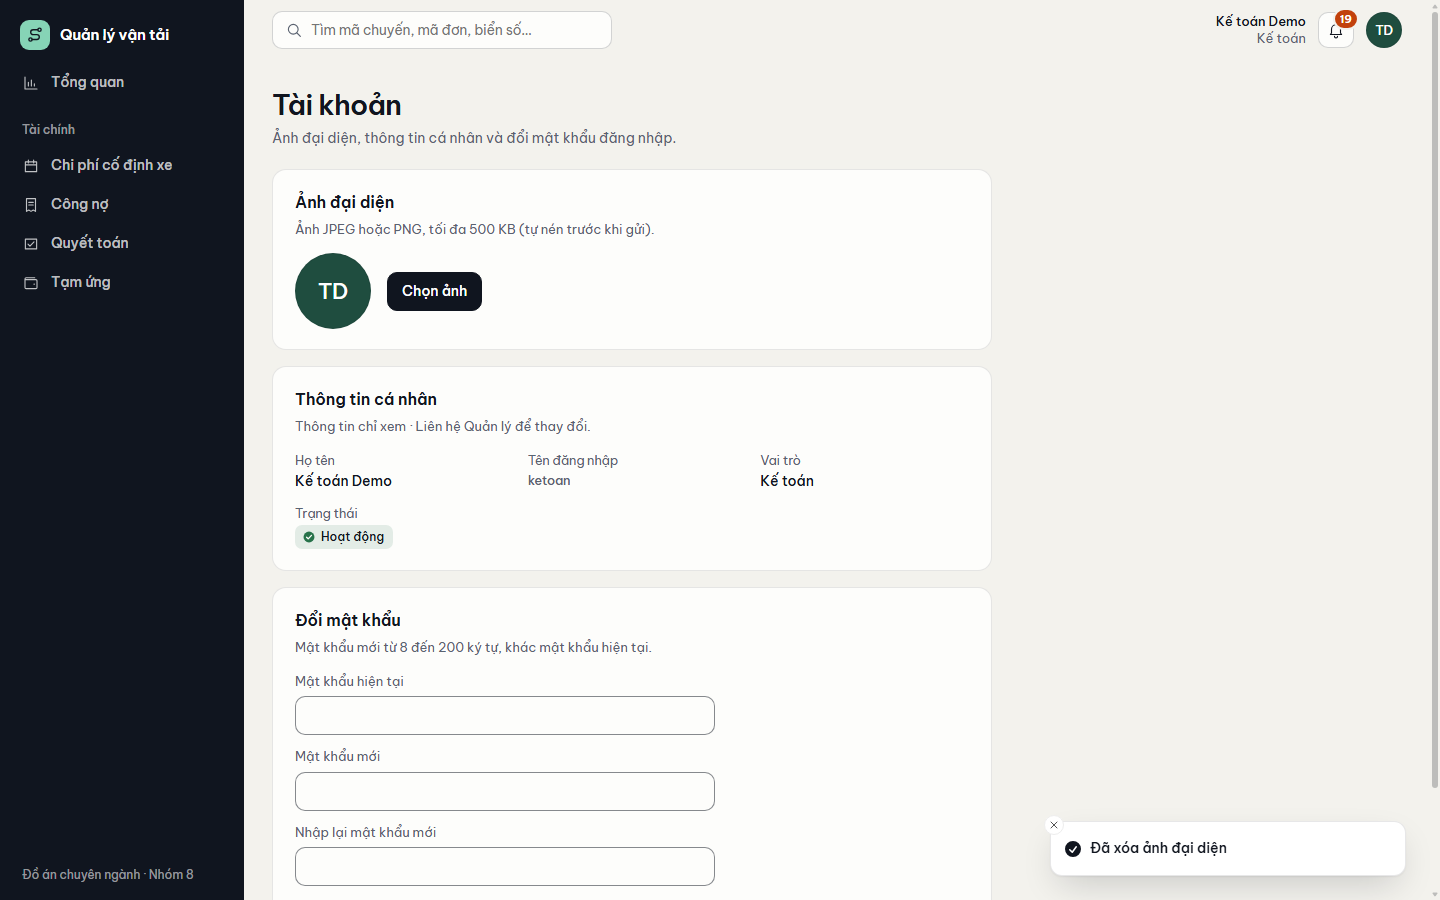 Quản lý vận tải
Tổng quan
Tài chính
Chi phí cố định xe
Công nợ
Quyết toán
Tạm ứng
Đồ án chuyên ngành · Nhóm 8
Tìm mã chuyến, mã đơn, biển số...
Kế toán Demo
Kế toán
19
TD
Tài khoản
Ảnh đại diện, thông tin cá nhân và đổi mật khẩu đăng nhập.
Ảnh đại diện
Ảnh JPEG hoặc PNG, tối đa 500 KB (tự nén trước khi gửi).
TD
Chọn ảnh
Thông tin cá nhân
Thông tin chỉ xem · Liên hệ Quản lý để thay đổi.
Họ tên
Kế toán Demo
Tên đăng nhập
ketoan
Vai trò
Kế toán
Trạng thái
Hoạt động
Đổi mật khẩu
Mật khẩu mới từ 8 đến 200 ký tự, khác mật khẩu hiện tại.
Mật khẩu hiện tại
Mật khẩu mới
Nhập lại mật khẩu mới
Đã xóa ảnh đại diện